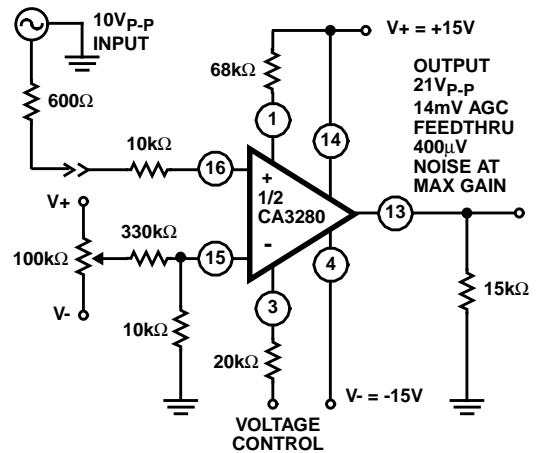 10VP-P
INPUT
600Ω
68kΩ
V+ = +15V
OUTPUT
21VP-P
14mV AGC
FEEDTHRU
400µV
NOISE AT
MAX GAIN
1
14
10kΩ
16
+
1/2
CA3280
-
13
V+
330kΩ
15
4
100kΩ
V-
10kΩ
3
15kΩ
20kΩ
V- = -15V
VOLTAGE
CONTROL